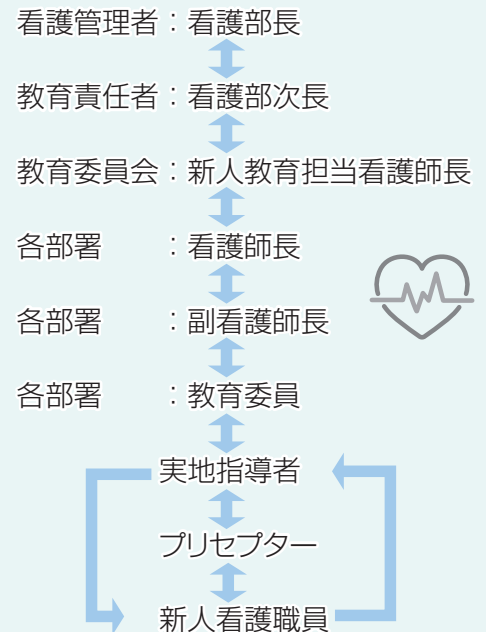 看護管理者：看護部長
教育責任者：看護部次長
教育委員会：新人教育担当看護師長
各部署　　：看護師長
各部署　　：副看護師長
各部署　　：教育委員
実地指導者
プリセプター
新人看護職員